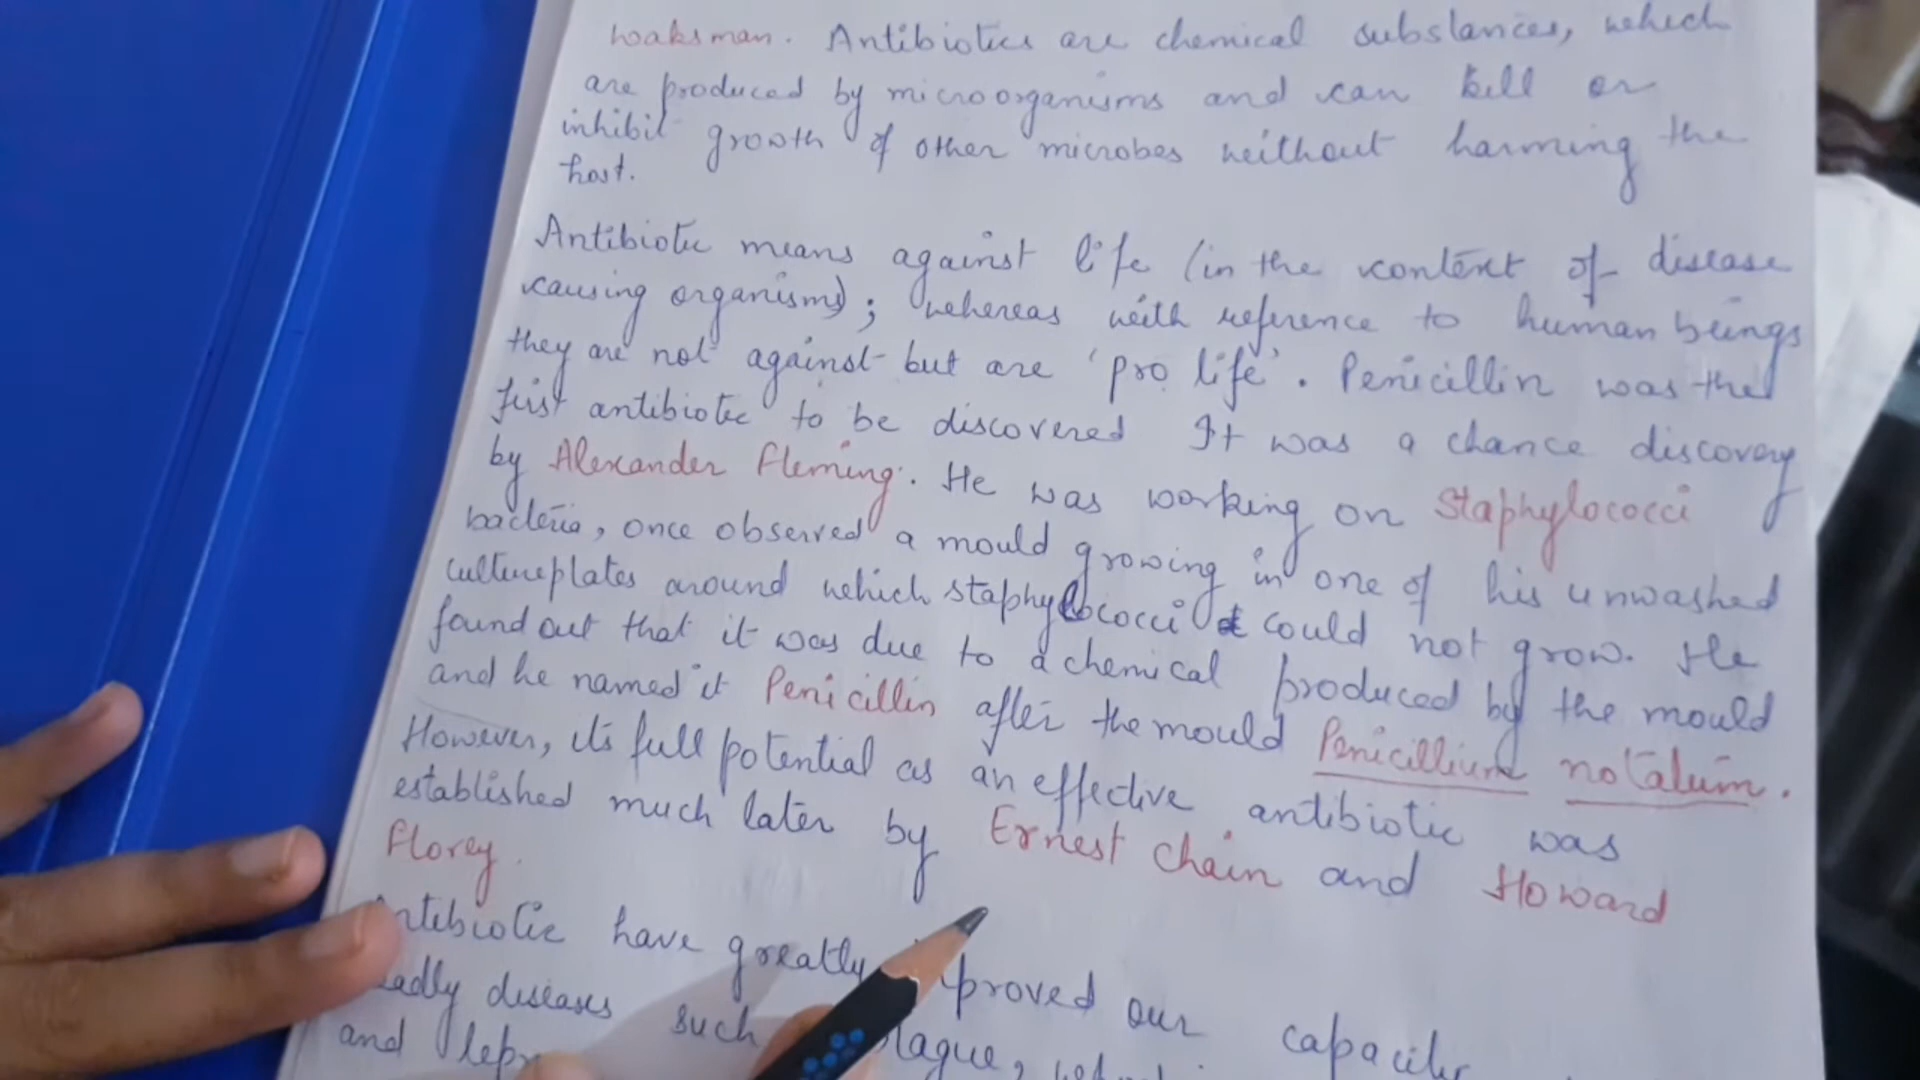 Waksman. Antibiotics are chemical substances, which
are produced by microorganisms and can kill or
inhibit growth of other microbes without harming the
host.
Antibiotic means against life (in the context of disease
causing organisms); whereas with reference to human beings
they are not against but are 'pro life'. Penicillin was the
first antibiotic to be discovered It was a chance discovery
by Alexander Fleming. He was working on Staphylococci
bacteria, once observed a mould growing in one of his unwashed
culture plates around which staphylococci could not grow. He
found out that it was due to a chemical produced by the mould
and he named it Penicillin after the mould Penicillium notatum.
However, its full potential as an effective antibiotic was
established much later by Ernest Chain and Howard
Florey.
Antibiotic have greatly improved our
diseases such plague,
and